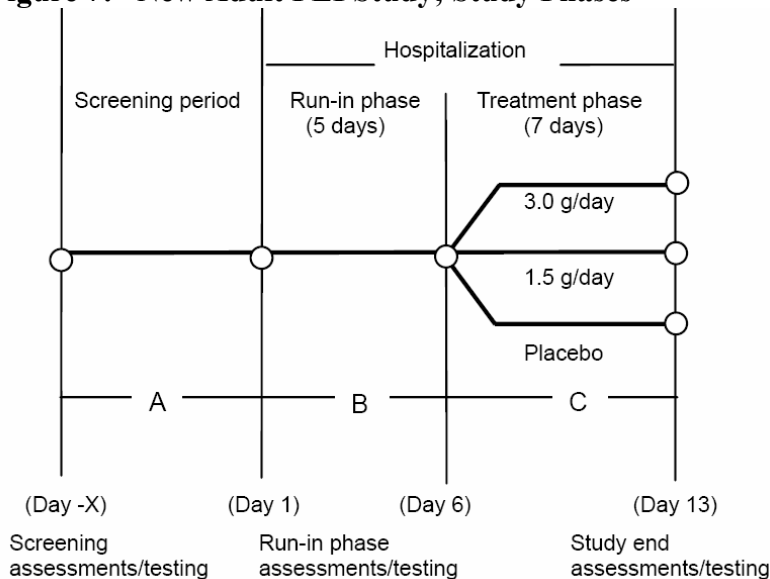 Hospitalization
Screening period
Run-in phase
(5 days)
Treatment phase
(7 days)
3.0 g/day
1.5 g/day
Placebo
A
B
C
(Day -X)
(Day 1)
(Day 6)
(Day 13)
Screening
assessments/testing
Run-in phase
assessments/testing
Study end
assessments/testing